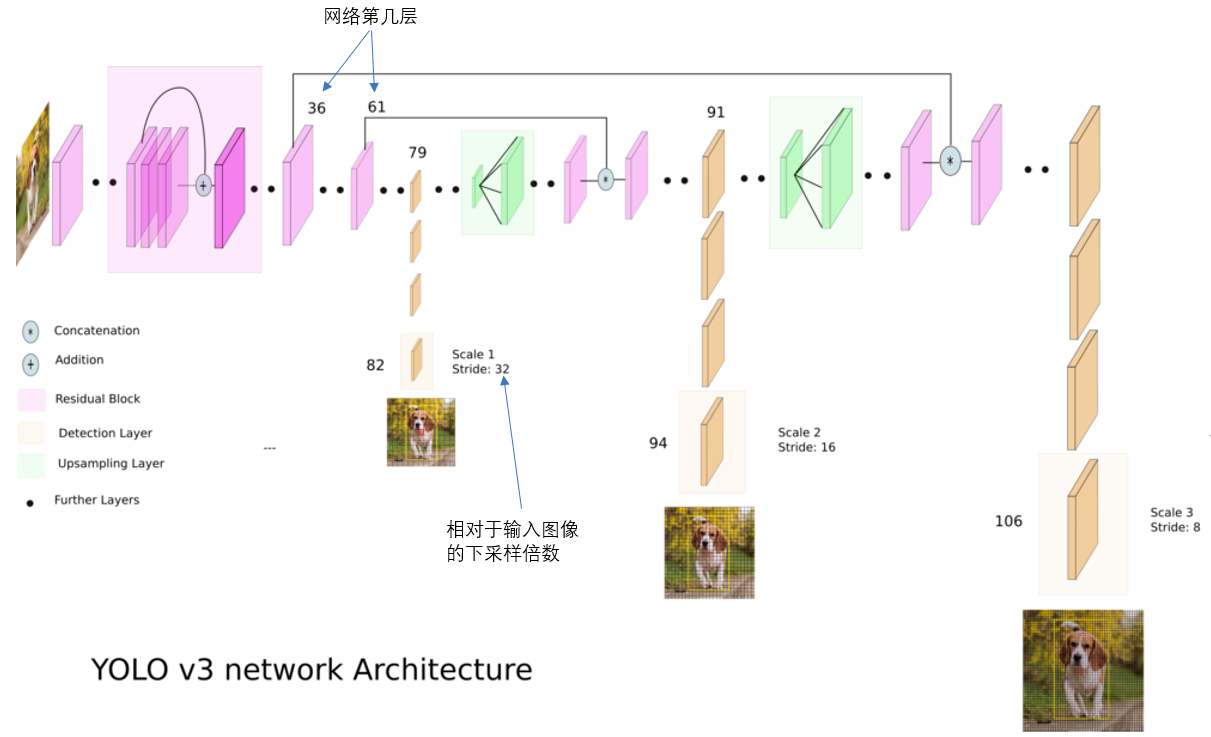 网络第几层
36
61
91
79
Concatenation
Addition
Residual Block
Detection Layer
Upsampling Layer
Further Layers
---
82
Scale 1
Stride: 32
94
Scale 2
Stride: 16
106
Scale 3
Stride: 8
相对于输入图像
的下采样倍数
YOLO v3 network Architecture